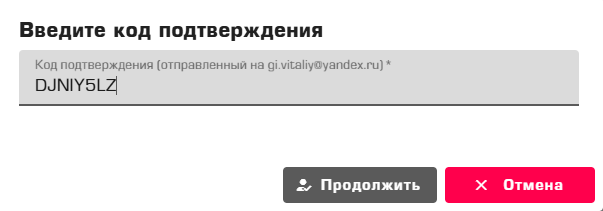 Введите код подтверждения
Код подтверждения (отправленный на gi.vitaliy@yandex.ru) *
DJNIY5LZ
Продолжить
Отмена